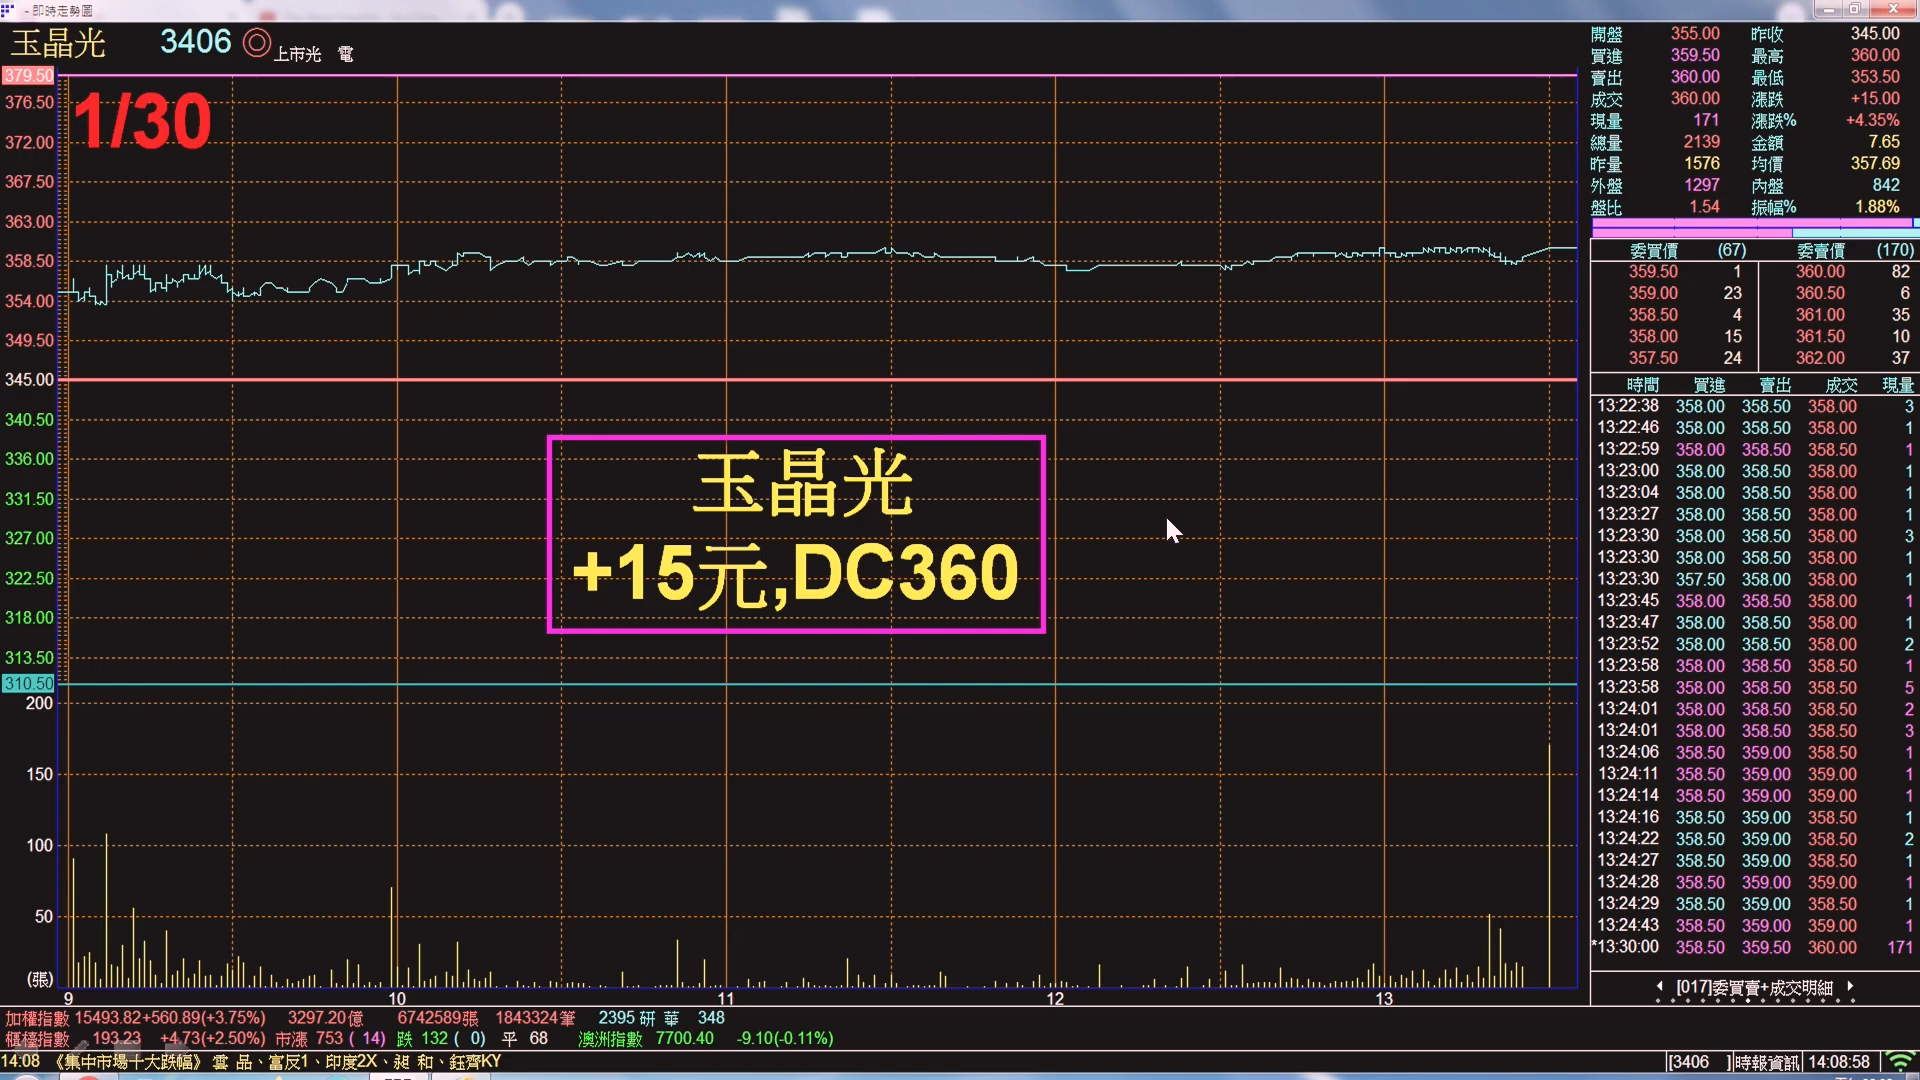 - 即時走勢圖
玉晶光 3406 ◎ 上市光 電
1/30
379.50
376.50
372.00
367.50
363.00
358.50
354.00
349.50
345.00
340.50
336.00
331.50
327.00
322.50
318.00
313.50
310.50
200
150
100
50
(張)
9 10 11 12 13
玉晶光
+15元,DC360
開盤 355.00 昨收 345.00
買進 359.50 最高 360.00
賣出 360.00 最低 353.50
成交 360.00 漲跌 +15.00
現量 171 漲跌% +4.35%
總量 2139 金額 7.65
昨量 1576 均價 357.69
外盤 1297 內盤 842
盤比 1.54 振幅% 1.88%
委買價 (67) 委賣價 (170)
359.50 1 360.00 82
359.00 23 360.50 6
358.50 4 361.00 35
358.00 15 361.50 10
357.50 24 362.00 37
時間 買進 賣出 成交 現量
13:22:38 358.00 358.50 358.00 3
13:22:46 358.00 358.50 358.00 1
13:22:59 358.00 358.50 358.50 1
13:23:00 358.00 358.50 358.00 1
13:23:04 358.00 358.50 358.00 1
13:23:27 358.00 358.50 358.00 1
13:23:30 358.00 358.50 358.00 3
13:23:30 358.00 358.50 358.00 1
13:23:30 357.50 358.00 358.00 1
13:23:45 358.00 358.50 358.50 1
13:23:47 358.00 358.50 358.00 1
13:23:52 358.00 358.50 358.00 2
13:23:58 358.00 358.50 358.50 1
13:23:58 358.00 358.50 358.50 5
13:24:01 358.00 358.50 358.50 2
13:24:01 358.00 358.50 358.50 3
13:24:06 358.50 359.00 359.00 1
13:24:11 358.50 359.00 359.00 1
13:24:14 358.50 359.00 359.00 1
13:24:16 358.50 359.00 358.50 1
13:24:22 358.50 359.00 358.50 2
13:24:27 358.50 359.00 358.50 1
13:24:28 358.50 359.00 359.00 1
13:24:29 358.50 359.00 358.50 1
13:24:43 358.50 359.00 359.00 1
*13:30:00 358.50 359.50 360.00 171
[017]委買賣+成交明細
加權指數 15493.82+560.89(+3.75%) 3297.20億 6742589張 1843324筆 2395 研 華 348
櫃檯指數 193.23 +4.73(+2.50%) 市漲 753 ( 14) 跌 132 ( 0) 平 68 澳洲指數 7700.40 -9.10(-0.11%)
14:08 《集中市場十大跌幅》 雲 品、富反1、印度2X、昶 和、鈺齊KY
[3406 ]時報資訊 14:08:58